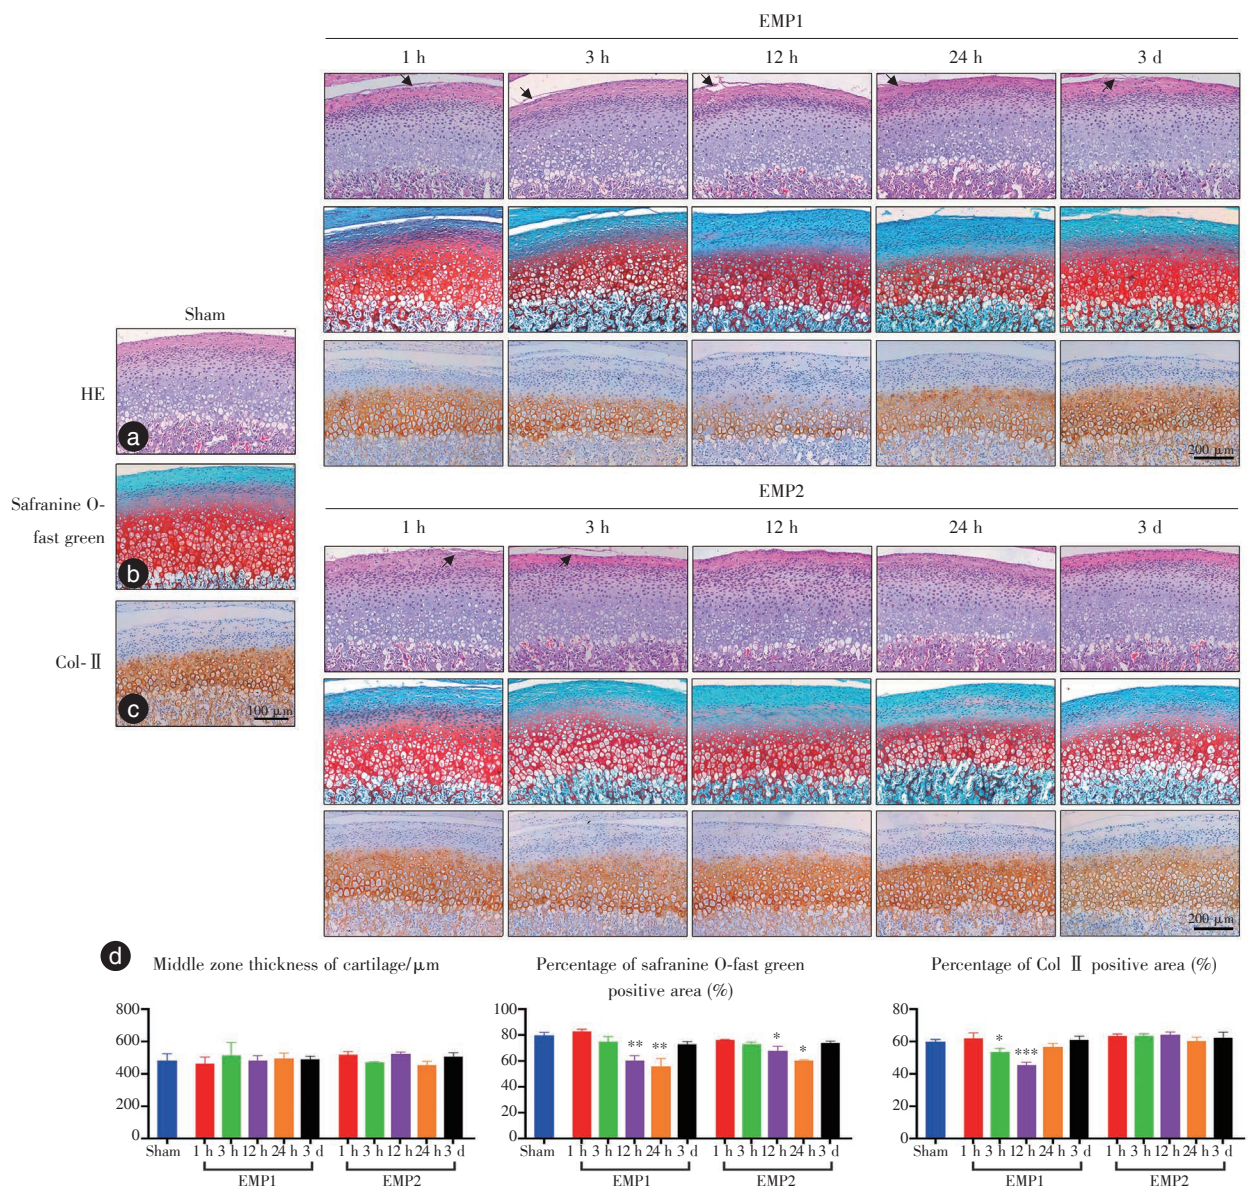 EMP1
1 h 3 h 12 h 24 h 3 d
Sham
HE
a
Safranine O-
fast green
b
Col-Ⅱ
c
100 μm
200 μm
EMP2
1 h 3 h 12 h 24 h 3 d
200 μm
d
Middle zone thickness of cartilage/μm
800
600
400
200
0
Sham 1 h 3 h 12 h 24 h 3 d 1 h 3 h 12 h 24 h 3 d
EMP1 EMP2
Percentage of safranine O-fast green
positive area (%)
100
80
60
40
20
0
** ** * *
Sham 1 h 3 h 12 h 24 h 3 d 1 h 3 h 12 h 24 h 3 d
EMP1 EMP2
Percentage of Col Ⅱ positive area (%)
80
60
40
20
0
* ***
Sham 1 h 3 h 12 h 24 h 3 d 1 h 3 h 12 h 24 h 3 d
EMP1 EMP2